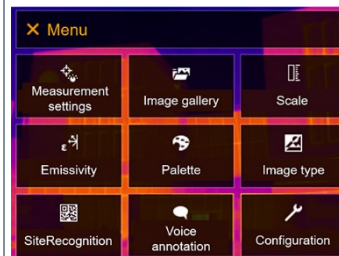 × Menu
Measurement
settings
Image gallery
Scale
ε
Emissivity
Palette
Image type
SiteRecognition
Voice
annotation
Configuration